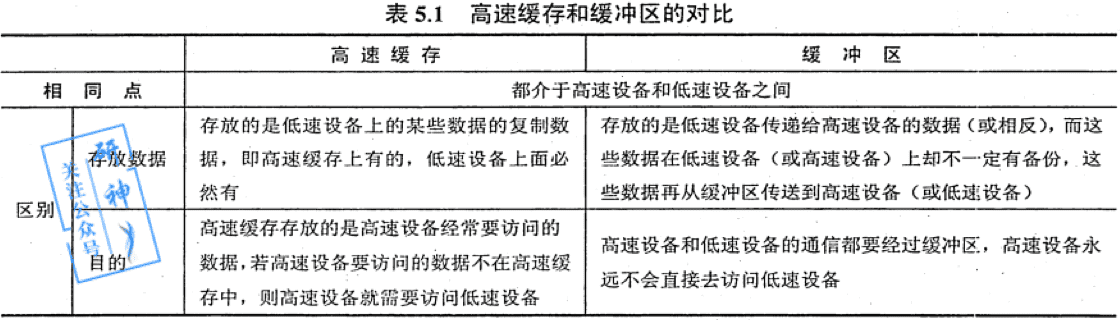 表 5.1 高速缓存和缓冲区的对比
高 速 缓 存
缓 冲 区
相 同 点
都介于高速设备和低速设备之间
区别
存放数据
存放的是低速设备上的某些数据的复制数
据，即高速缓存上有的，低速设备上面必
然有
存放的是低速设备传递给高速设备的数据（或相反），而这
些数据在低速设备（或高速设备）上却不一定有备份，这
些数据再从缓冲区传送到高速设备（或低速设备）
目的
高速缓存存放的是高速设备经常要访问的
数据，若高速设备要访问的数据不在高速缓
存中，则高速设备就需要访问低速设备
高速设备和低速设备的通信都要经过缓冲区，高速设备永
远不会直接去访问低速设备
关注公众号
研神